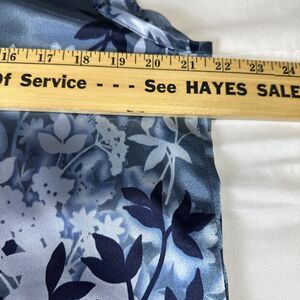 16 17 18 19 20 21 22 23 24
Of Service - - - See HAYES SALE